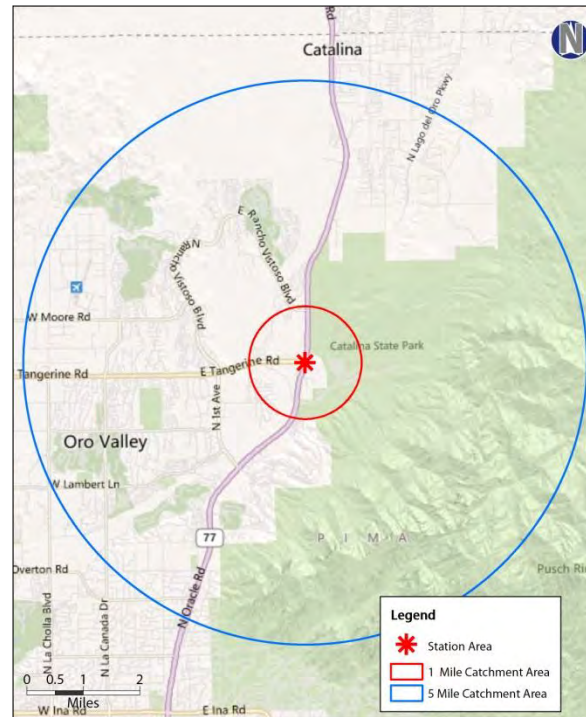 Rd
Catalina
N
N Lago del Oro Pkwy
E Rancho Vistoso Blvd
N Rancho Vistoso Blvd
W Moore Rd
Catalina State Park
E Tangerine Rd
Tangerine Rd
N 1st Ave
Oro Valley
W Lambert Ln
77
P I M A
Overton Rd
Pusch Ri
N Oracle Rd
N La Cholla Blvd
N La Canada Dr
Legend
Station Area
1 Mile Catchment Area
5 Mile Catchment Area
0 0.5 1 2
Miles
W Ina Rd
E Ina Rd